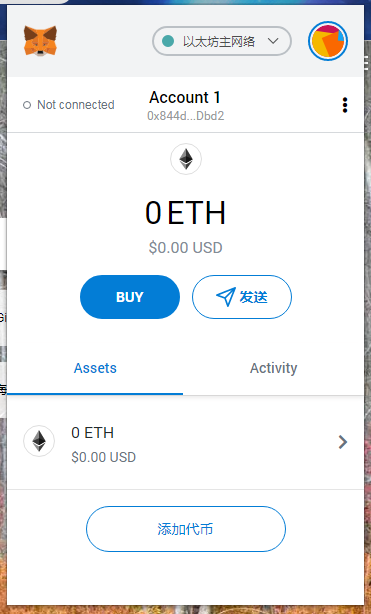 以太坊主网络
Not connected
Account 1
0x844d...Dbd2
0 ETH
$0.00 USD
BUY
发送
Assets
Activity
0 ETH
$0.00 USD
添加代币